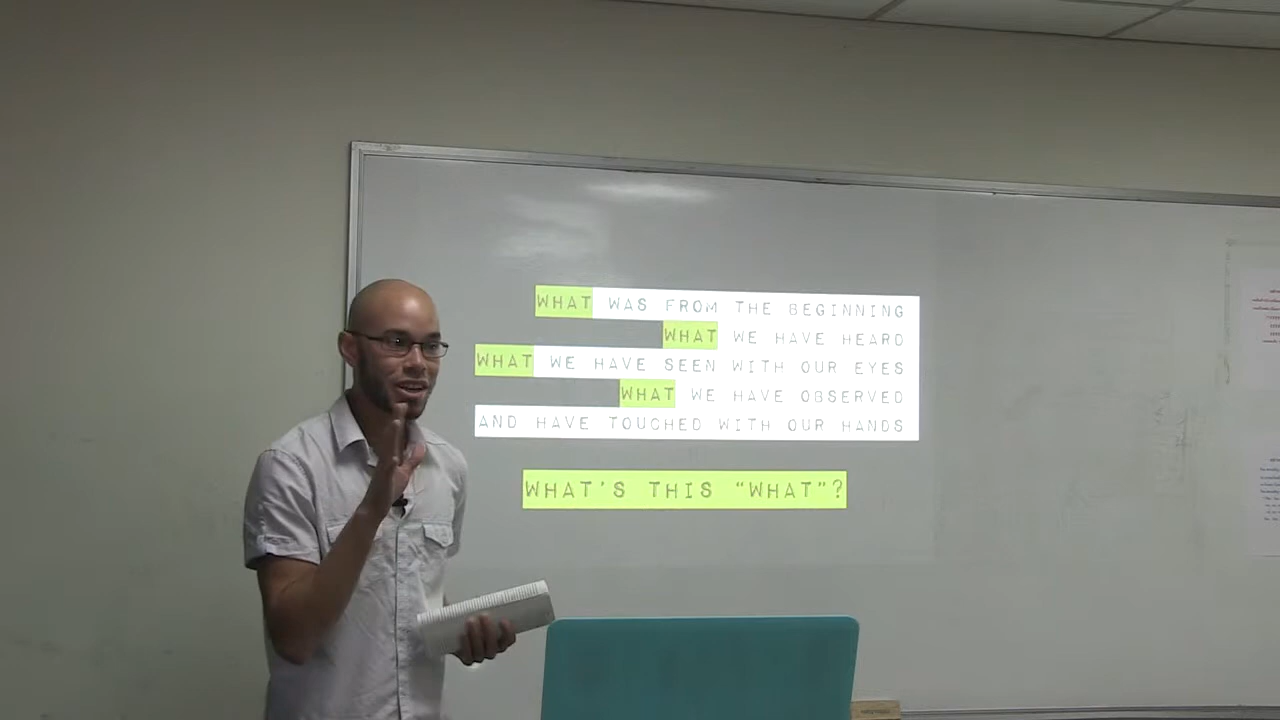 WHAT WAS FROM THE BEGINNING
WHAT WE HAVE HEARD
WHAT WE HAVE SEEN WITH OUR EYES
WHAT WE HAVE OBSERVED
AND HAVE TOUCHED WITH OUR HANDS
WHAT'S THIS "WHAT"?